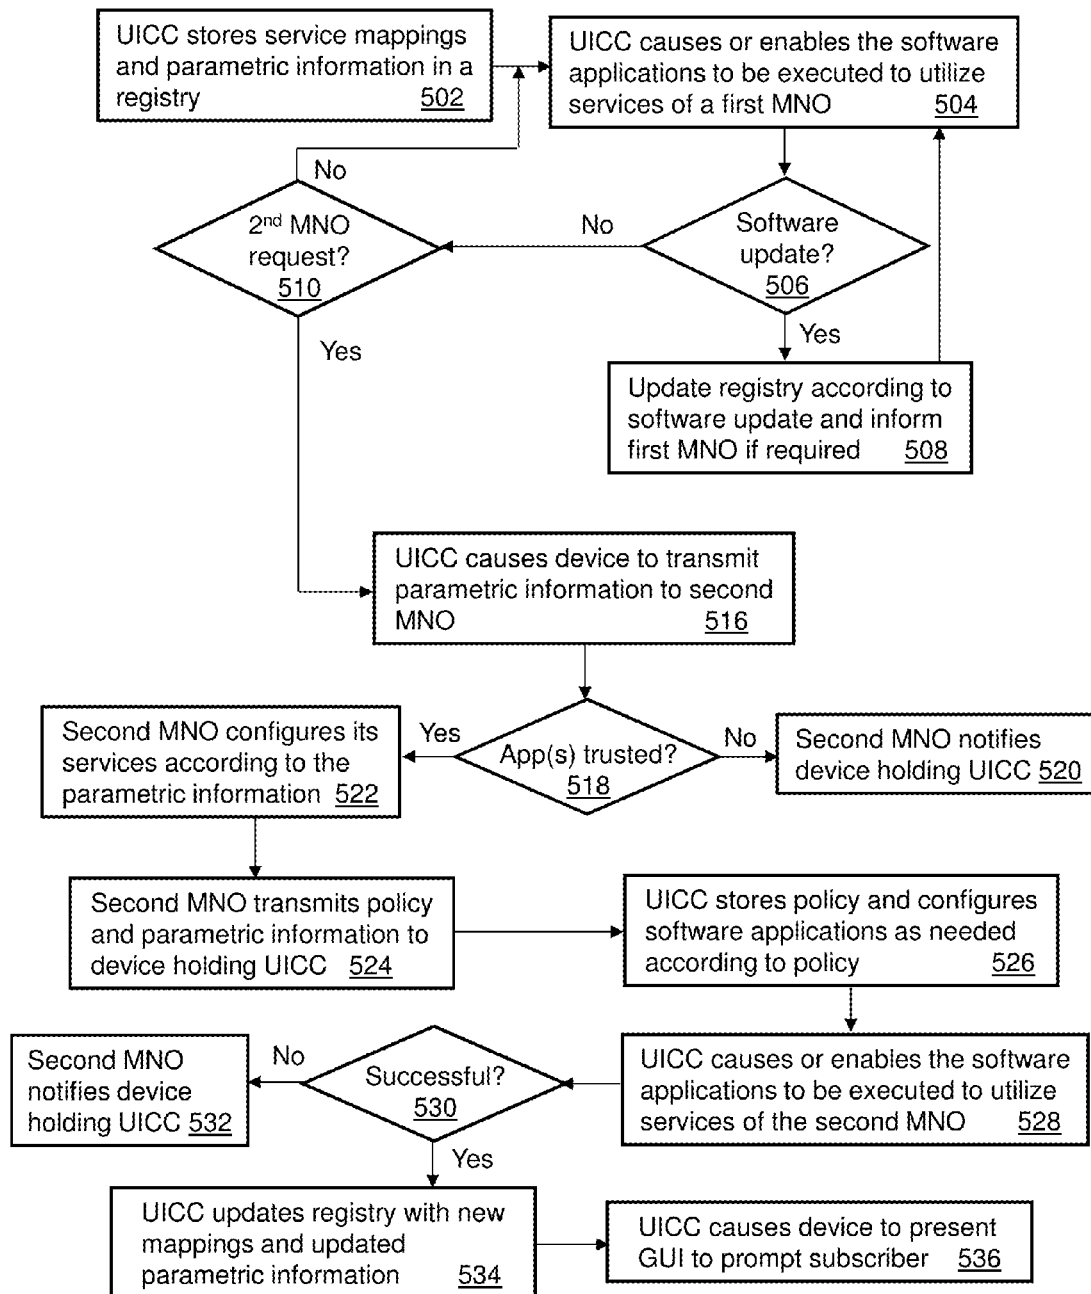 UICC stores service mappings
and parametric information in a
registry 502
UICC causes or enables the software
applications to be executed to utilize
services of a first MNO 504
No
2nd MNO
request?
510
No
Software
update?
506
Yes
Yes
Update registry according to
software update and inform
first MNO if required 508
UICC causes device to transmit
parametric information to second
MNO 516
Second MNO configures its
services according to the
parametric information 522
Yes
App(s) trusted?
518
No
Second MNO notifies
device holding UICC 520
Second MNO transmits policy
and parametric information to
device holding UICC 524
UICC stores policy and configures
software applications as needed
according to policy 526
Second MNO
notifies device
holding UICC 532
No
Successful?
530
UICC causes or enables the software
applications to be executed to utilize
services of the second MNO 528
Yes
UICC updates registry with new
mappings and updated
parametric information 534
UICC causes device to present
GUI to prompt subscriber 536